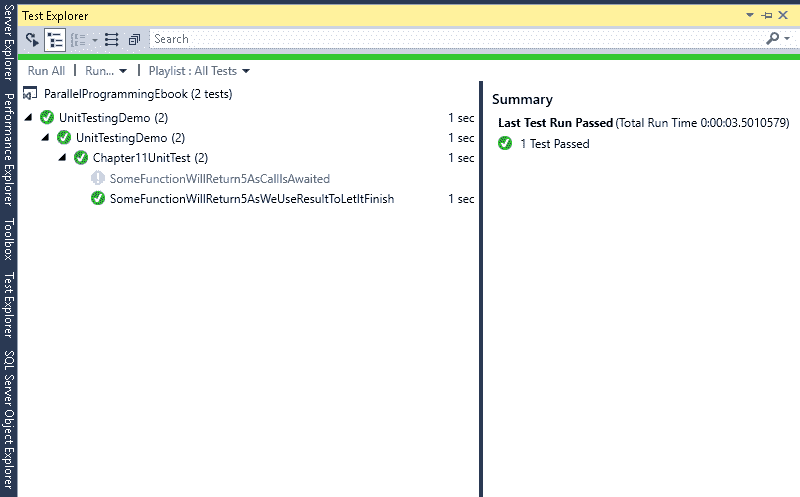 Test Explorer
Search
Run All | Run... | Playlist : All Tests
ParallelProgrammingEbook (2 tests)
UnitTestingDemo (2) 1 sec
UnitTestingDemo (2) 1 sec
Chapter11UnitTest (2) 1 sec
SomeFunctionWillReturn5AsCallIsAwaited
SomeFunctionWillReturn5AsWeUseResultToLetItFinish 1 sec
Summary
Last Test Run Passed (Total Run Time 0:00:03.5010579)
1 Test Passed
Server Explorer
Performance Explorer
Toolbox
Test Explorer
SQL Server Object Explorer